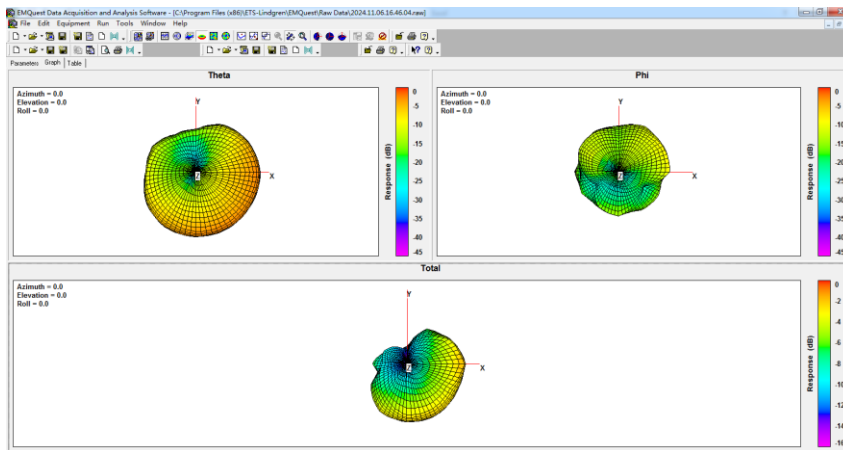 EMQuest Data Acquisition and Analysis Software - [C:\Program Files (x86)\ETS-Lindgren\EMQuest\Raw Data\2024.11.06.16.46.04.raw]
File Edit Equipment Run Tools Window Help
Parameters Graph Table
Theta
Azimuth = 0.0
Elevation = 0.0
Roll = 0.0
Y
X
Z
Response (dB)
0
-5
-10
-15
-20
-25
-30
-35
-40
-45
Phi
Azimuth = 0.0
Elevation = 0.0
Roll = 0.0
Y
X
Z
Response (dB)
0
-5
-10
-15
-20
-25
-30
-35
-40
-45
Total
Azimuth = 0.0
Elevation = 0.0
Roll = 0.0
Y
X
Z
Response (dB)
0
-2
-4
-6
-8
-10
-12
-14
-16